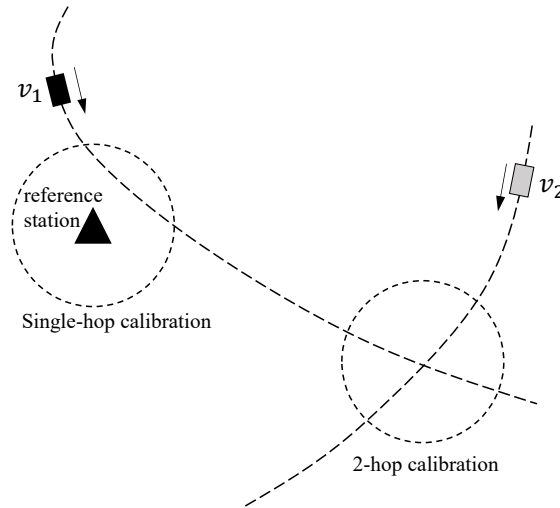 v₁
v₂
reference
station
Single-hop calibration
2-hop calibration